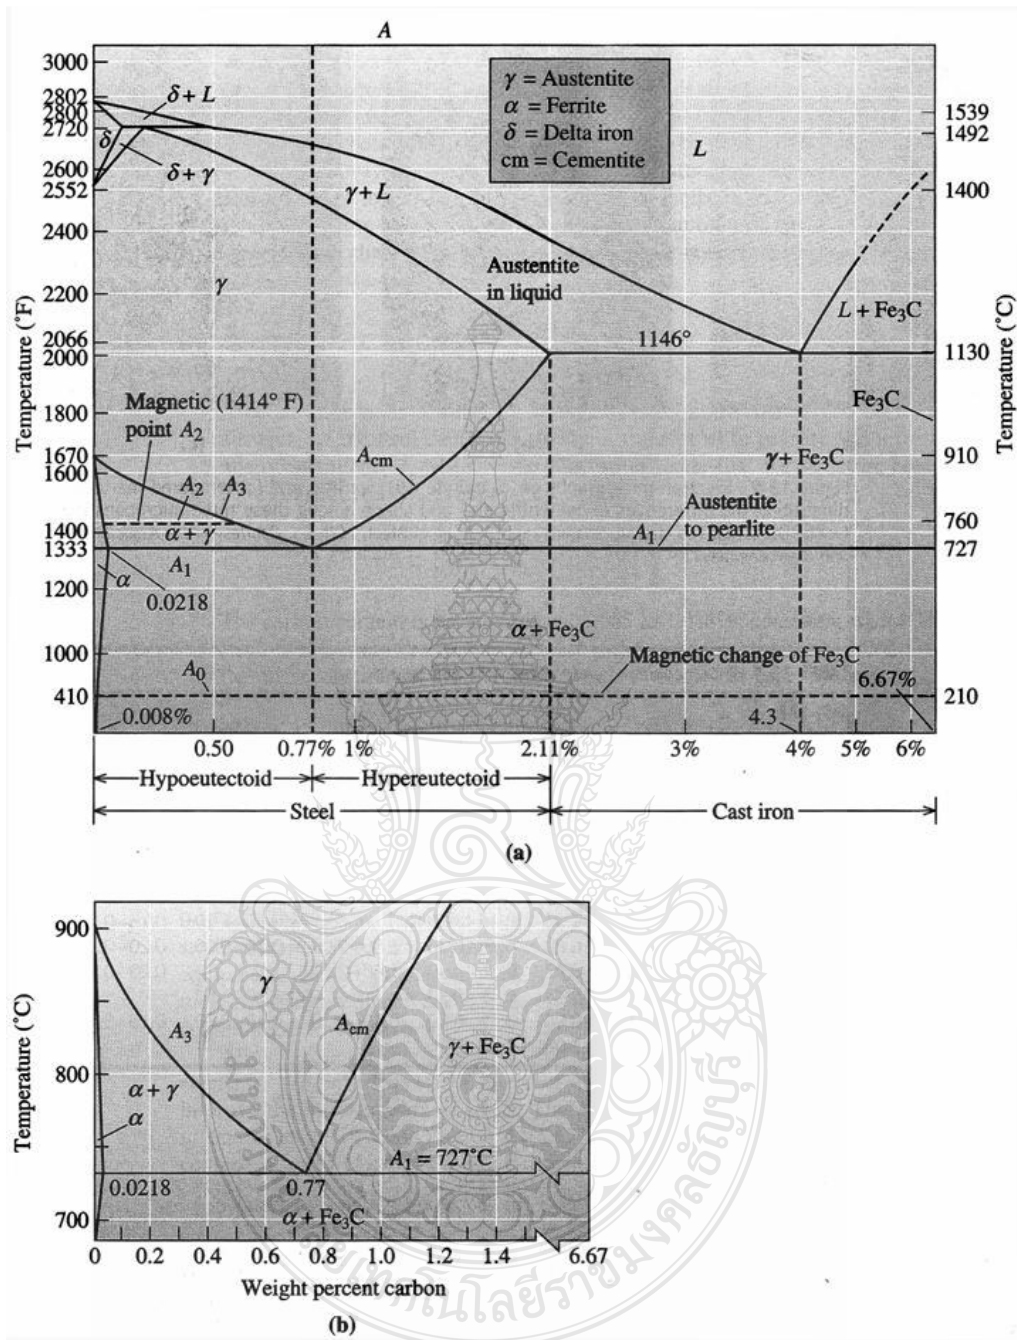 A
3000
2802
2800
2720
2600
2552
2400
2200
2066
2000
1800
1670
1600
1400
1333
1200
1000
410
Temperature (°F)
δ + L
δ
δ + γ
γ + L
γ
γ = Austentite
α = Ferrite
δ = Delta iron
cm = Cementite
L
Austentite
in liquid
1146°
L + Fe₃C
Fe₃C
Magnetic (1414° F)
point A₂
A₂
A₃
α + γ
A₁
α
0.0218
A_cm
γ + Fe₃C
Austentite
to pearlite
A₁
α + Fe₃C
A₀
Magnetic change of Fe₃C
6.67%
0.008%
4.3
1539
1492
1400
1130
910
760
727
210
Temperature (°C)
0.50 0.77% 1% 2.11% 3% 4% 5% 6%
Hypoeutectoid Hypereutectoid
Steel Cast iron
(a)
900
800
700
Temperature (°C)
γ
A₃
A_cm
γ + Fe₃C
α + γ
α
A₁ = 727°C
0.0218
0.77
α + Fe₃C
0 0.2 0.4 0.6 0.8 1.0 1.2 1.4 6.67
Weight percent carbon
(b)